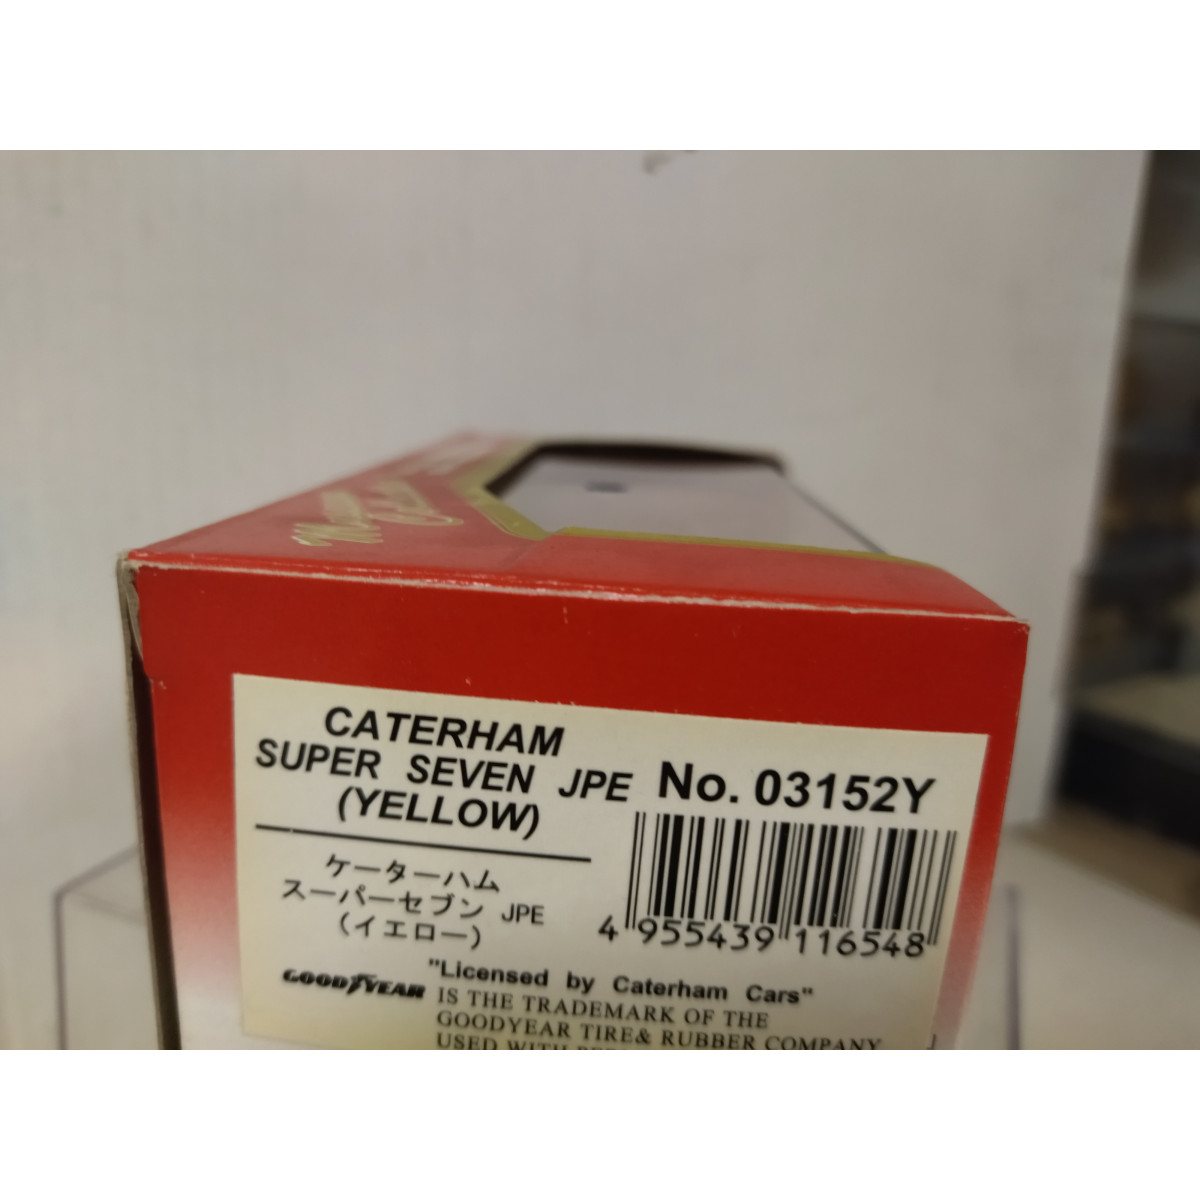 CATERHAM
SUPER SEVEN JPE
(YELLOW)
No. 03152Y
ケーターハム
スーパーセブン JPE
(イエロー)
4 955439 116548
GOODYEAR
"Licensed by Caterham Cars"
IS THE TRADEMARK OF THE
GOODYEAR TIRE& RUBBER COMPANY
USED WITH